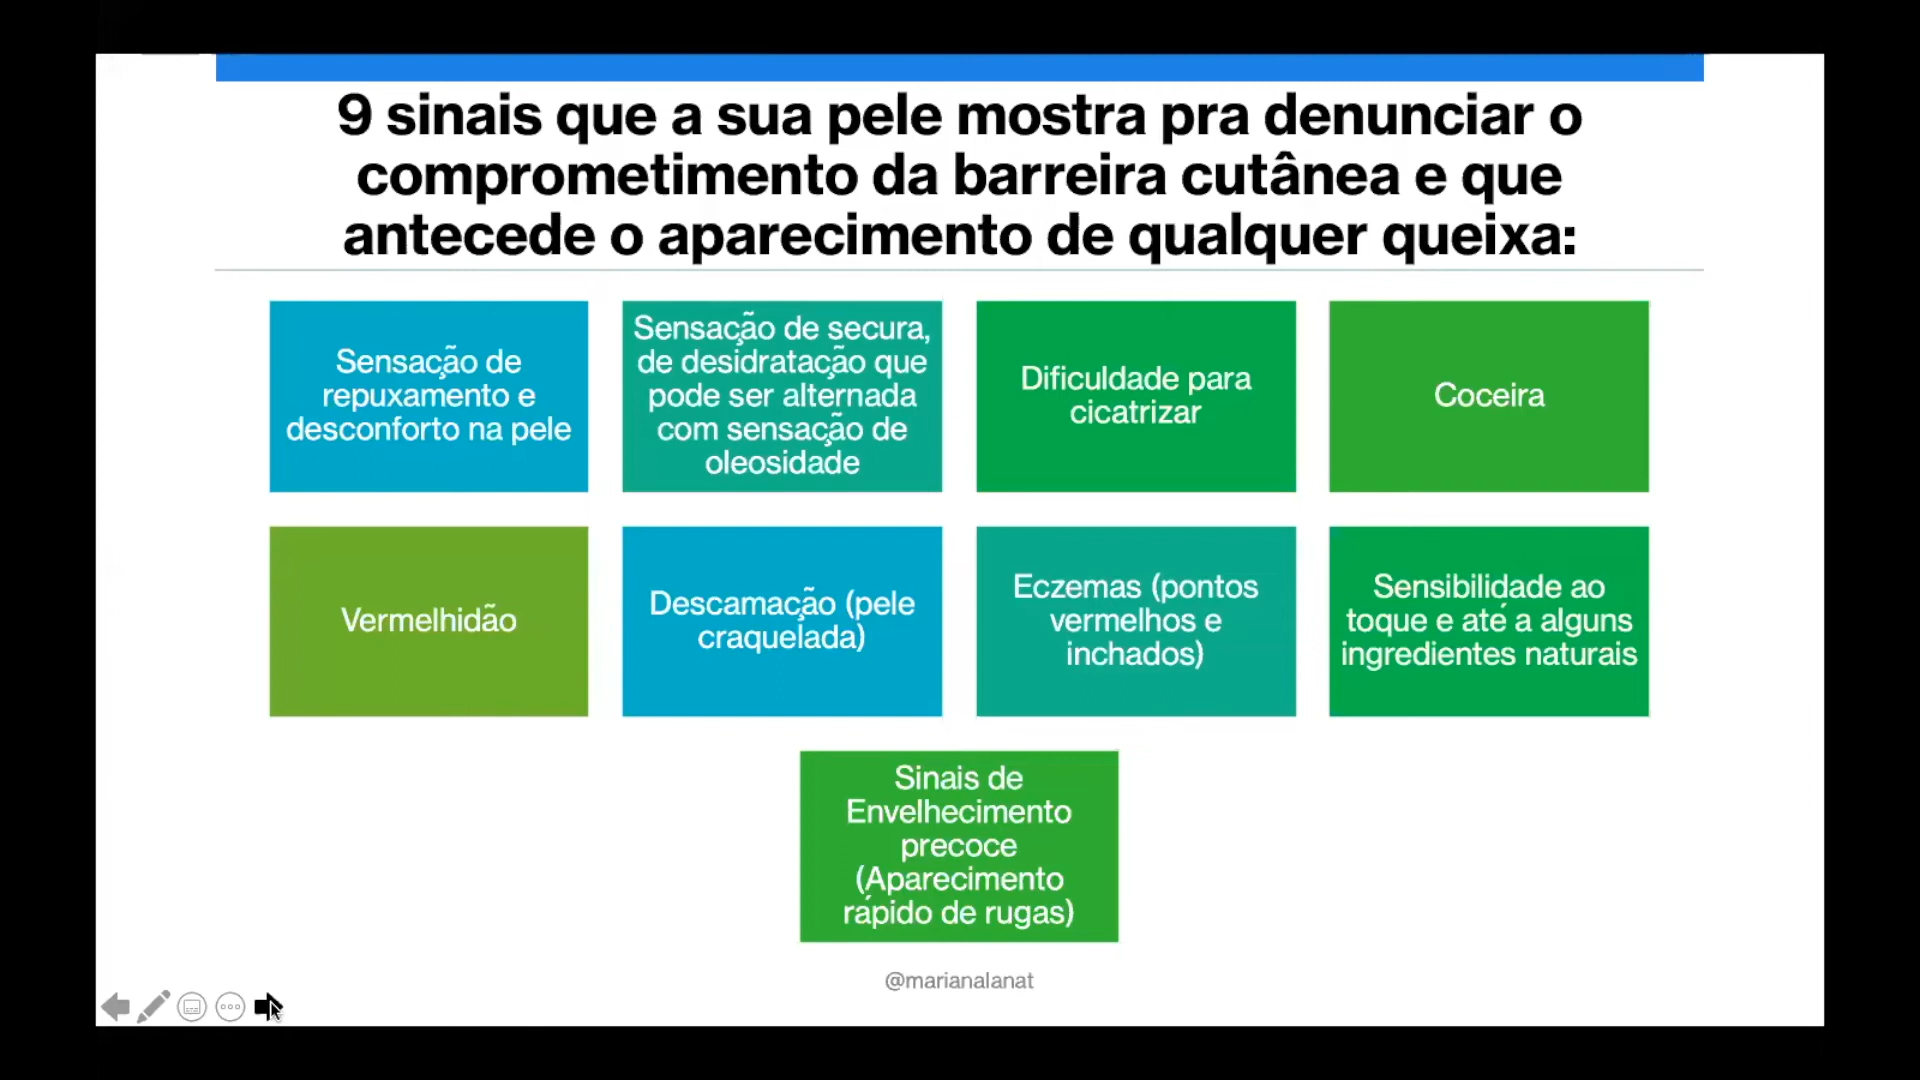 9 sinais que a sua pele mostra pra denunciar o
comprometimento da barreira cutânea e que
antecede o aparecimento de qualquer queixa:
Sensação de
repuxamento e
desconforto na pele
Sensação de secura,
de desidratação que
pode ser alternada
com sensação de
oleosidade
Dificuldade para
cicatrizar
Coceira
Vermelhidão
Descamação (pele
craquelada)
Eczemas (pontos
vermelhos e
inchados)
Sensibilidade ao
toque e até a alguns
ingredientes naturais
Sinais de
Envelhecimento
precoce
(Aparecimento
rápido de rugas)
@marianalanat